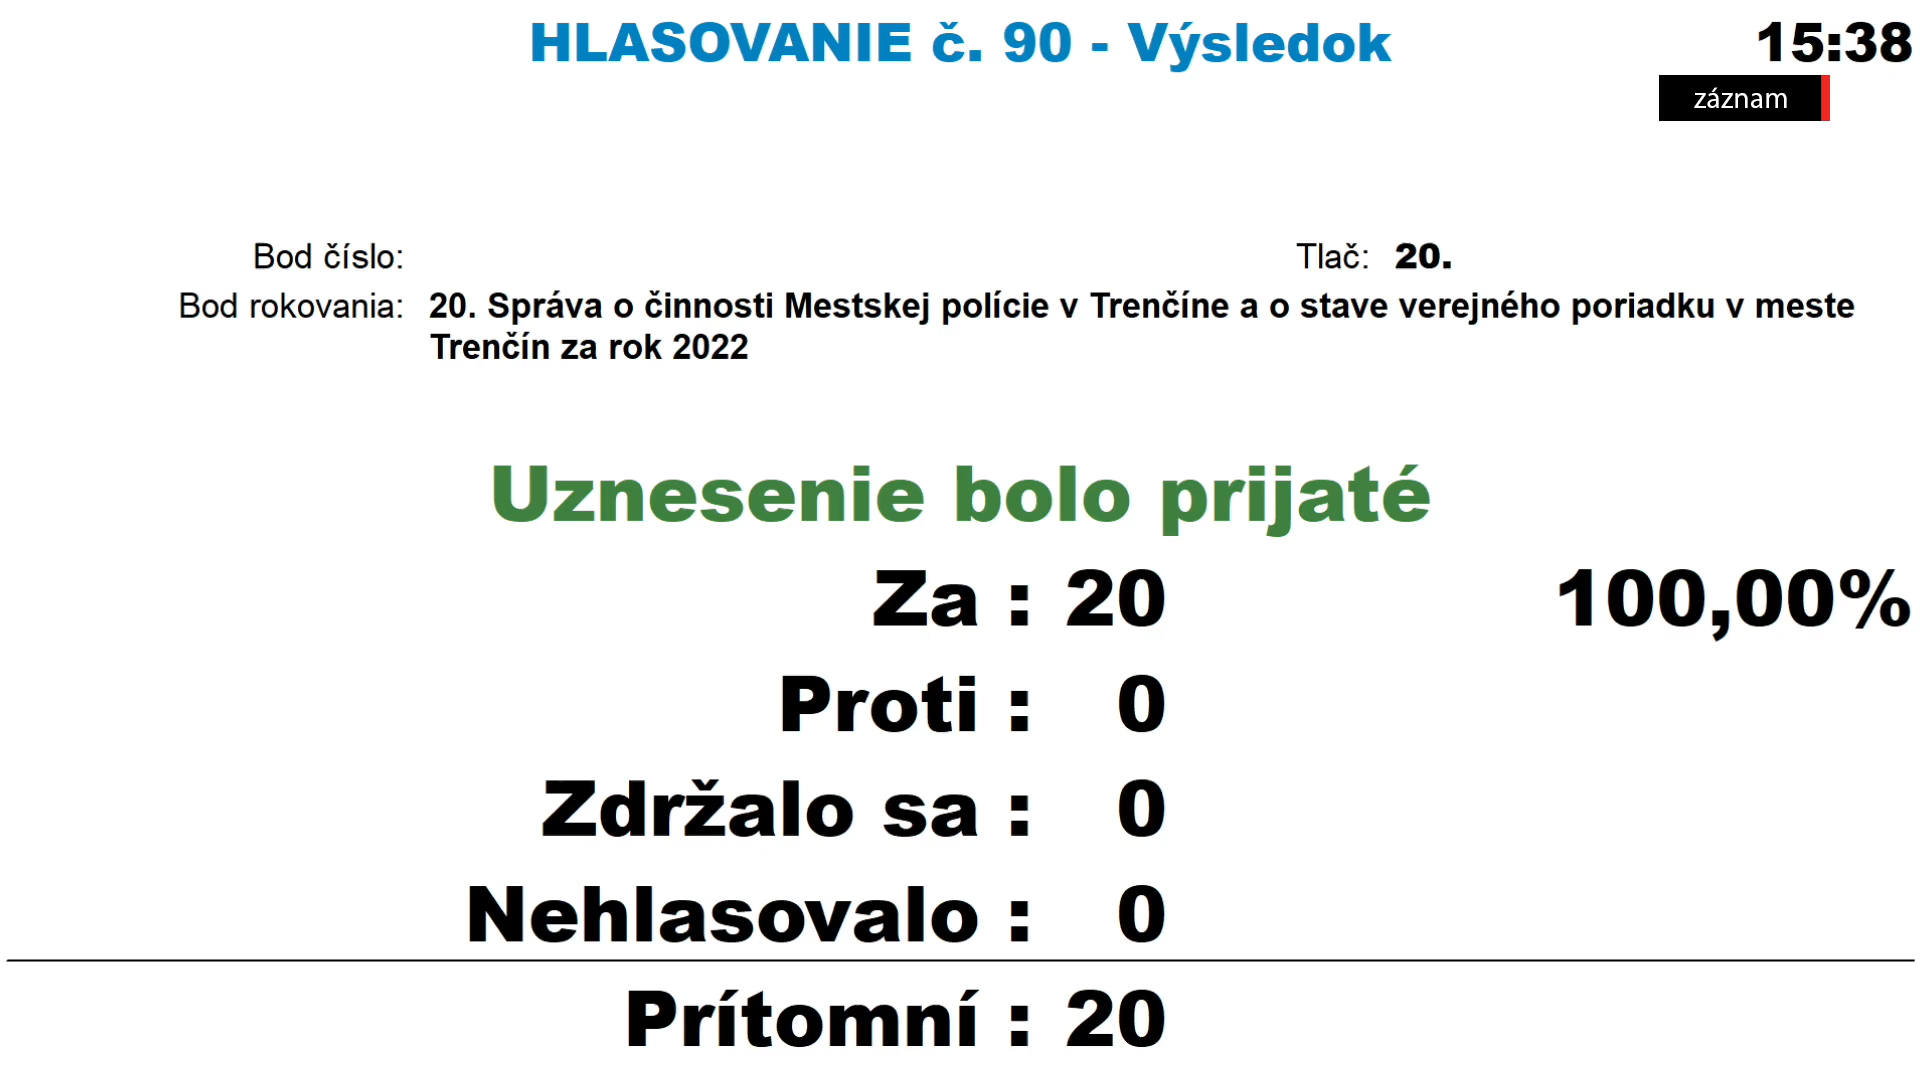 HLASOVANIE č. 90 - Výsledok
15:38
záznam
Bod číslo:
Tlač: 20.
Bod rokovania: 20. Správa o činnosti Mestskej polície v Trenčíne a o stave verejného poriadku v meste
Trenčín za rok 2022
Uznesenie bolo prijaté
Za : 20 100,00%
Proti : 0
Zdržalo sa : 0
Nehlasovalo : 0
Prítomní : 20